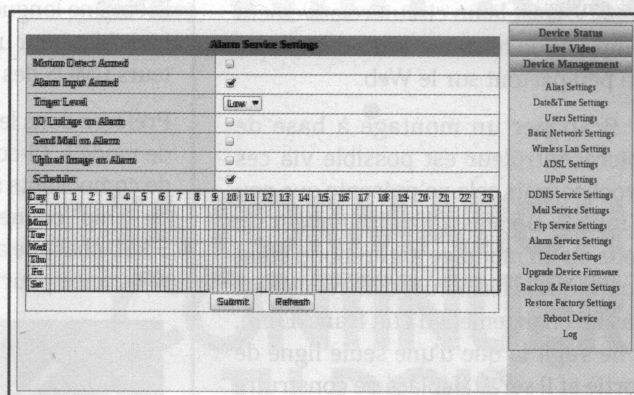 Alarm Service Settings
Motion Detect Armed
Alarm Input Armed
Triger Level Low
IO Linkage on Alarm
Send Mail on Alarm
Upload Image on Alarm
Scheduler
Day 0 1 2 3 4 5 6 7 8 9 10 11 12 13 14 15 16 17 18 19 20 21 22 23
Sun
Mon
Tue
Wed
Thu
Fri
Sat
Submit Refresh
Device Status
Live Video
Device Management
Alias Settings
Date&Time Settings
Users Settings
Basic Network Settings
Wireless Lan Settings
ADSL Settings
UPnP Settings
DDNS Service Settings
Mail Service Settings
Ftp Service Settings
Alarm Service Settings
Decoder Settings
Upgrade Device Firmware
Backup & Restore Settings
Restore Factory Settings
Reboot Device
Log